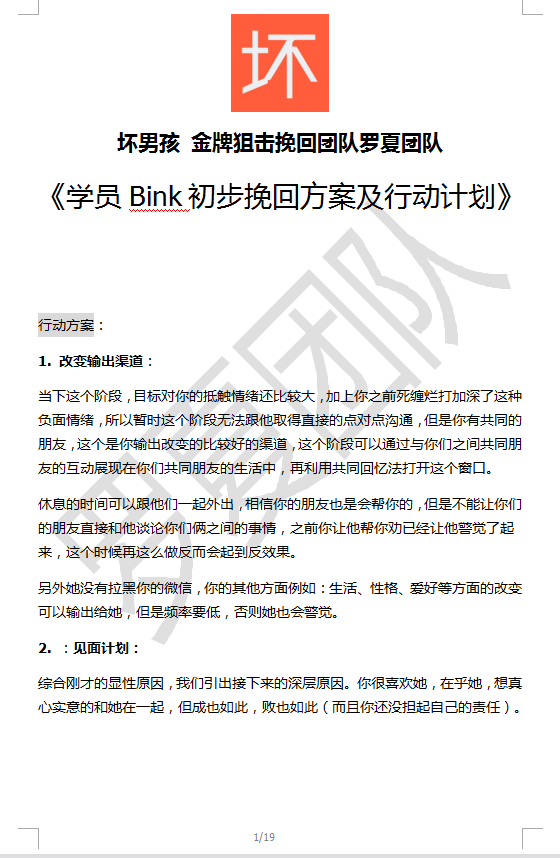 坏
坏男孩 金牌狙击挽回团队罗夏团队
《学员 Bink 初步挽回方案及行动计划》
行动方案：
1. 改变输出渠道：
当下这个阶段，目标对你的抵触情绪还比较大，加上你之前死缠烂打加深了这种
负面情绪，所以暂时这个阶段无法跟他取得直接的点对点沟通，但是你有共同的
朋友，这个是你输出改变的比较好的渠道，这个阶段可以通过与你们之间共同朋
友的互动展现在你们共同朋友的生活中，再利用共同回忆法打开这个窗口。
休息的时间可以跟他们一起外出，相信你的朋友也是会帮你的，但是不能让你们
的朋友直接和他谈论你们俩之间的事情，之前你让他帮你劝已经让他警觉了起
来，这个时候再这么做反而会起到反效果。
另外她没有拉黑你的微信，你的其他方面例如：生活、性格、爱好等方面的改变
可以输出给她，但是频率要低，否则她也会警觉。
2. ：见面计划：
综合刚才的显性原因，我们引出接下来的深层原因。你很喜欢她，在乎她，想真
心实意的和她在一起，但成也如此，败也如此（而且你还没担起自己的责任）。
罗夏团队
1/19